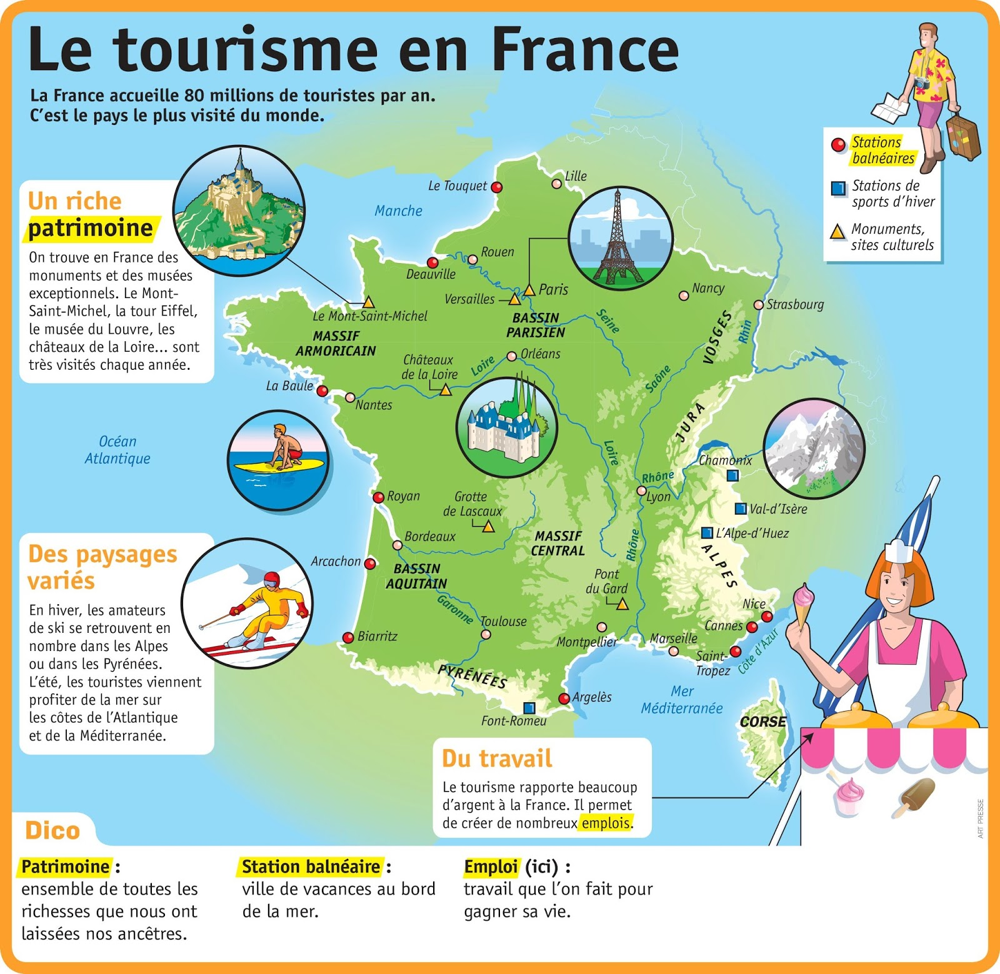 Le tourisme en France
La France accueille 80 millions de touristes par an.
C'est le pays le plus visité du monde.
Stations
balnéaires
Stations de
sports d'hiver
Monuments,
sites culturels
Un riche
patrimoine
On trouve en France des
monuments et des musées
exceptionnels. Le Mont-
Saint-Michel, la tour Eiffel,
le musée du Louvre, les
châteaux de la Loire... sont
très visités chaque année.
Des paysages
variés
En hiver, les amateurs
de ski se retrouvent en
nombre dans les Alpes
ou dans les Pyrénées.
L'été, les touristes viennent
profiter de la mer sur
les côtes de l'Atlantique
et de la Méditerranée.
Manche
Le Touquet
Lille
Deauville
Rouen
Versailles
Paris
Nancy
Strasbourg
Le Mont-Saint-Michel
MASSIF
ARMORICAIN
BASSIN
PARISIEN
Seine
VOSGES
Rhin
Châteaux
de la Loire
Loire
Orléans
Saône
La Baule
Nantes
JURA
Océan
Atlantique
Loire
Chamonix
Rhône
Lyon
Royan
Grotte
de Lascaux
Val-d'Isère
L'Alpe-d'Huez
Bordeaux
MASSIF
CENTRAL
Rhône
ALPES
Arcachon
BASSIN
AQUITAIN
Pont
du Gard
Garonne
Toulouse
Nice
Cannes
Biarritz
Montpellier
Marseille
Saint-
Tropez
Côte d'Azur
PYRÉNÉES
Argelès
Font-Romeu
Mer
Méditerranée
CORSE
Du travail
Le tourisme rapporte beaucoup
d'argent à la France. Il permet
de créer de nombreux emplois.
ART PRESSE
Dico
Patrimoine :
ensemble de toutes les
richesses que nous ont
laissées nos ancêtres.
Station balnéaire :
ville de vacances au bord
de la mer.
Emploi (ici) :
travail que l'on fait pour
gagner sa vie.